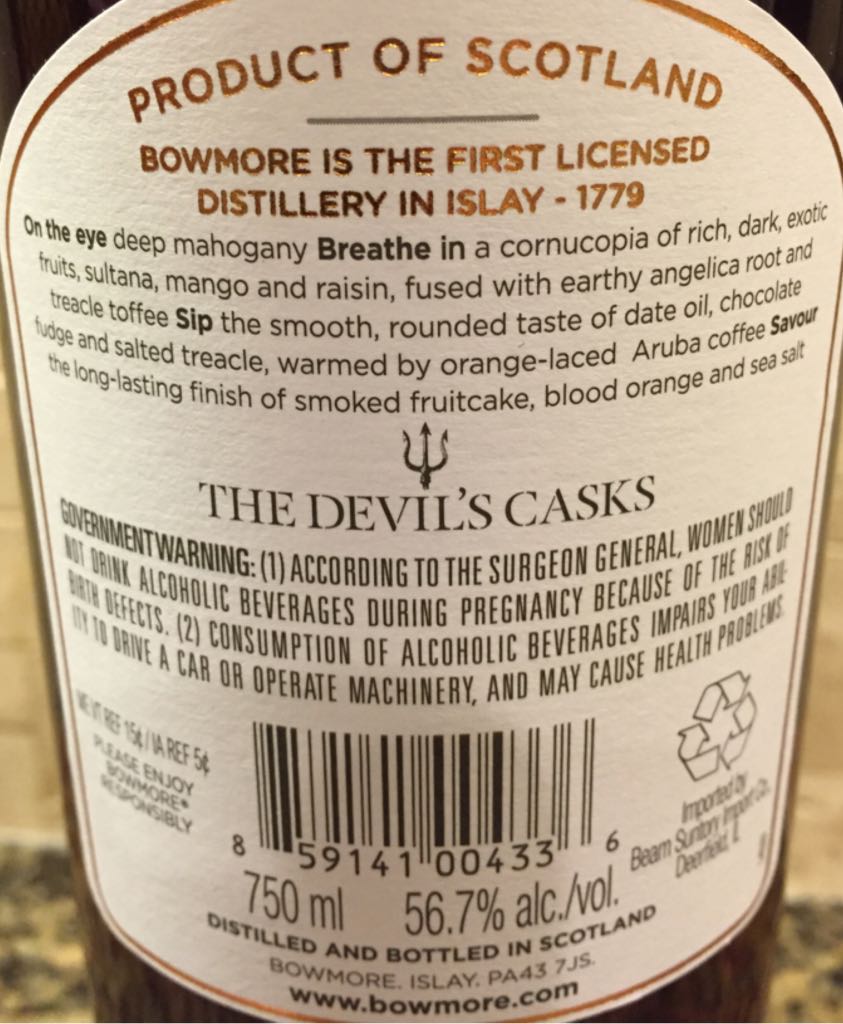 PRODUCT OF SCOTLAND
BOWMORE IS THE FIRST LICENSED
DISTILLERY IN ISLAY - 1779
On the eye deep mahogany Breathe in a cornucopia of rich, dark, exotic
fruits, sultana, mango and raisin, fused with earthy angelica root and
treacle toffee Sip the smooth, rounded taste of date oil, chocolate
fudge and salted treacle, warmed by orange-laced Aruba coffee Savour
the long-lasting finish of smoked fruitcake, blood orange and sea salt
THE DEVIL'S CASKS
GOVERNMENT WARNING: (1) ACCORDING TO THE SURGEON GENERAL, WOMEN SHOULD
NOT DRINK ALCOHOLIC BEVERAGES DURING PREGNANCY BECAUSE OF THE RISK OF
BIRTH DEFECTS. (2) CONSUMPTION OF ALCOHOLIC BEVERAGES IMPAIRS YOUR ABIL-
ITY TO DRIVE A CAR OR OPERATE MACHINERY, AND MAY CAUSE HEALTH PROBLEMS.
ME VT REF 15¢ / IA REF 5¢
PLEASE ENJOY
BOWMORE®
RESPONSIBLY
8 59141 00433 6
Imported by
Beam Suntory Import Co.
Deerfield, IL
750 ml 56.7% alc./vol.
DISTILLED AND BOTTLED IN SCOTLAND
BOWMORE. ISLAY. PA43 7JS.
www.bowmore.com